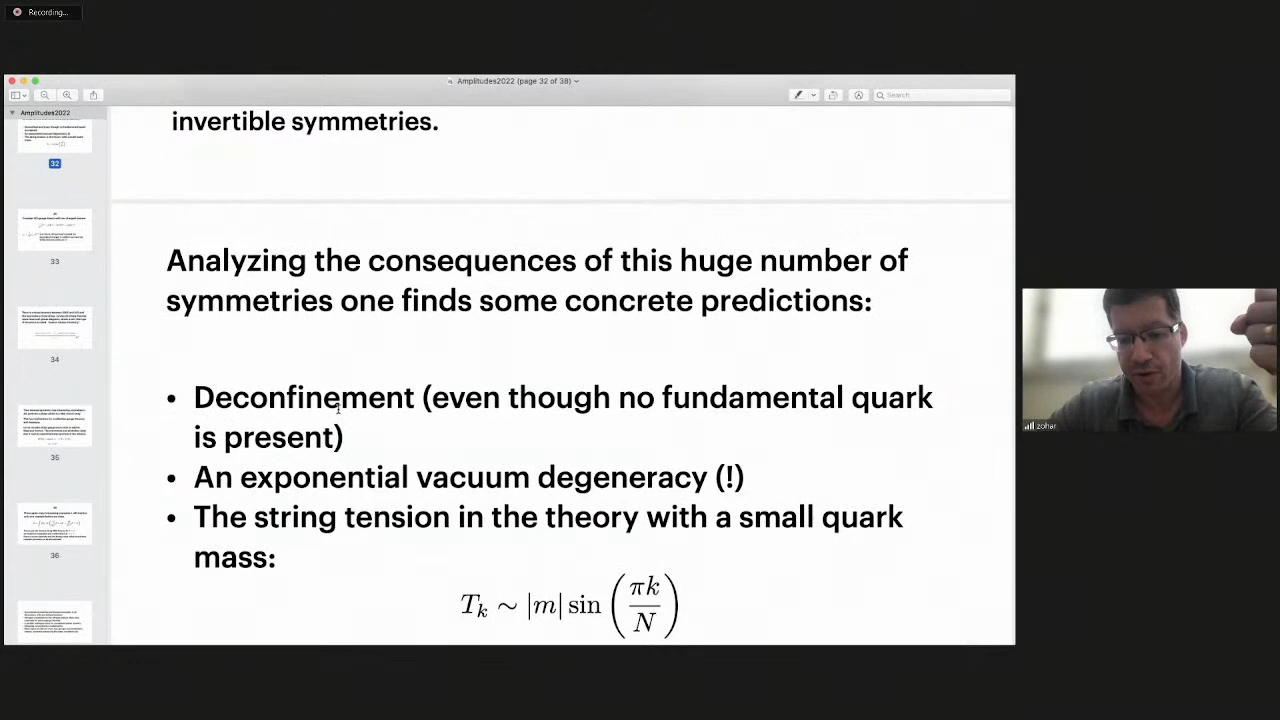 Recording...
Amplitudes2022 (page 32 of 38)
Search
Amplitudes2022
32
33
34
35
36
invertible symmetries.
Analyzing the consequences of this huge number of
symmetries one finds some concrete predictions:
• Deconfinement (even though no fundamental quark
is present)
• An exponential vacuum degeneracy (!)
• The string tension in the theory with a small quark
mass:
T_k ∼ |m| sin (πk/N)
zohar